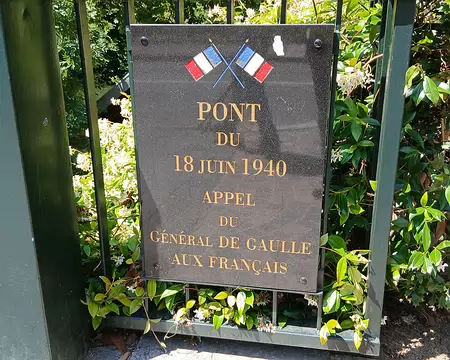 PONT
DU
18 JUIN 1940
APPEL
DU
GÉNÉRAL DE GAULLE
AUX FRANÇAIS